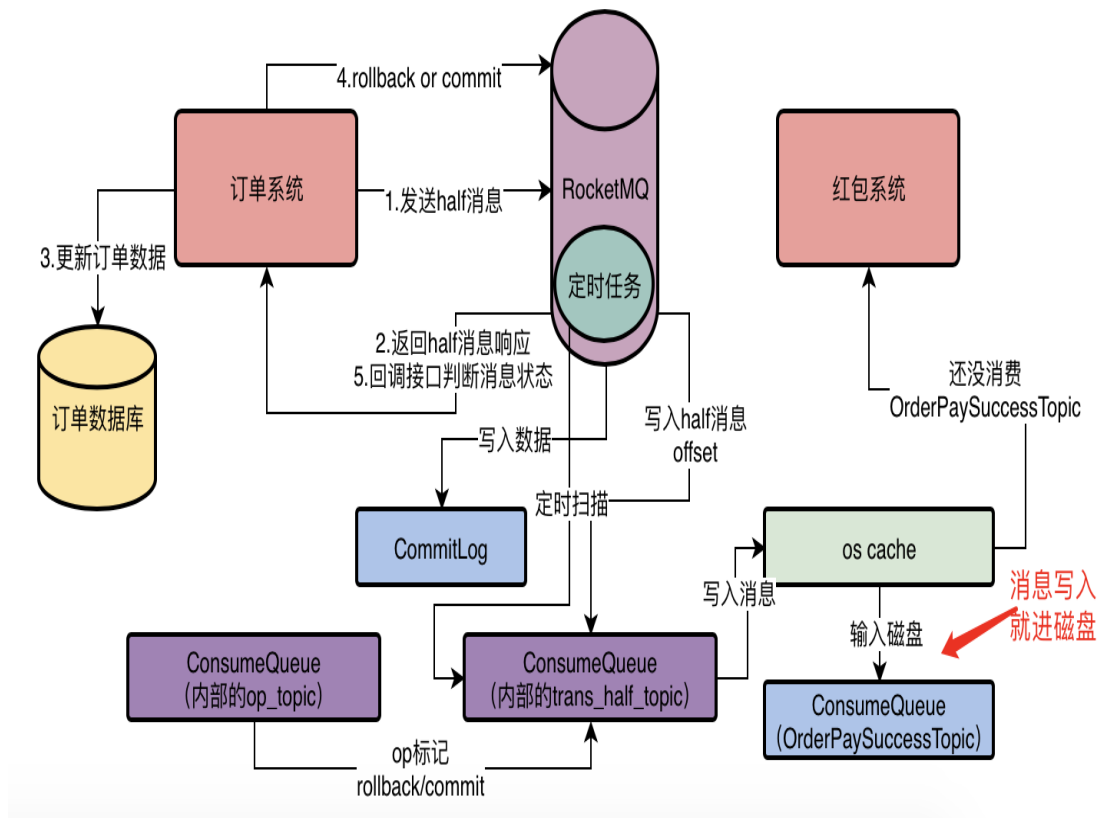 4.rollback or commit
订单系统
1.发送half消息
RocketMQ
红包系统
3.更新订单数据
定时任务
2.返回half消息响应
5.回调接口判断消息状态
订单数据库
还没消费
OrderPaySuccessTopic
写入half消息
offset
写入数据
定时扫描
CommitLog
os cache
消息写入
就进磁盘
写入消息
输入磁盘
ConsumeQueue
（内部的op_topic）
ConsumeQueue
（内部的trans_half_topic）
ConsumeQueue
（OrderPaySuccessTopic）
op标记
rollback/commit